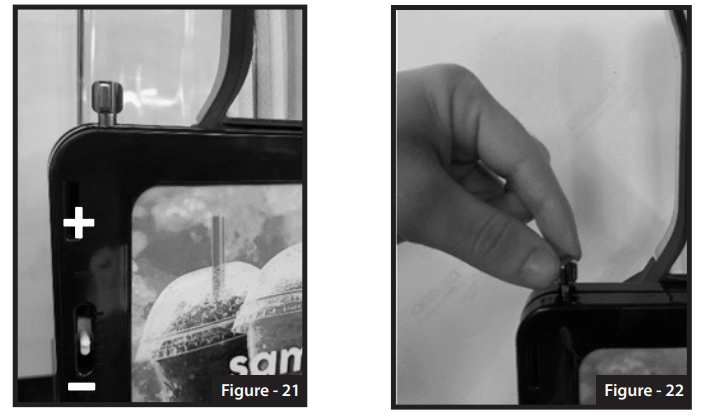 +
−
sam
Figure - 21
Figure - 22